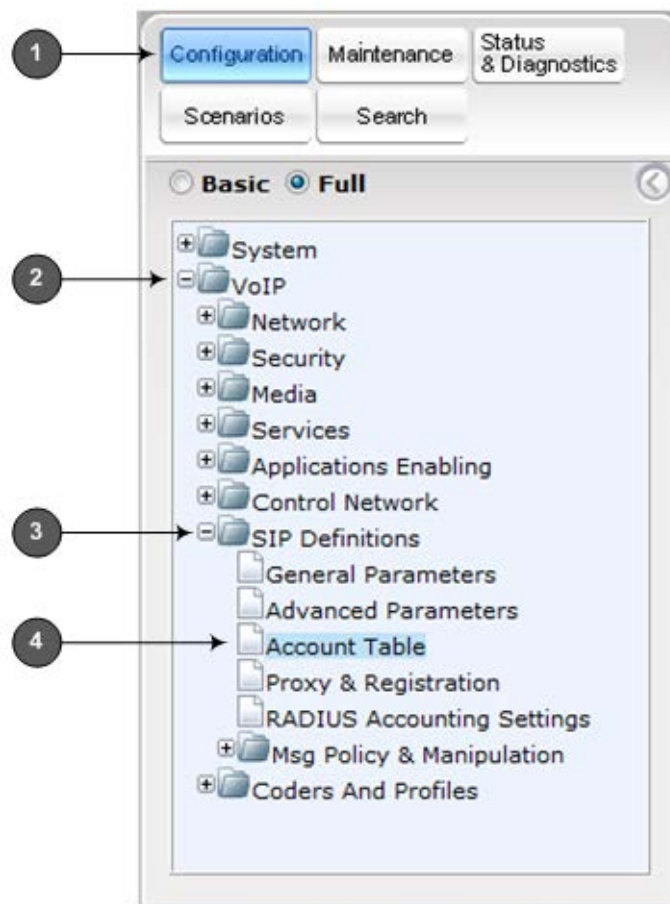 1
Configuration
Maintenance
Status
& Diagnostics
Scenarios
Search
Basic
Full
System
2
VoIP
Network
Security
Media
Services
Applications Enabling
Control Network
3
SIP Definitions
General Parameters
Advanced Parameters
4
Account Table
Proxy & Registration
RADIUS Accounting Settings
Msg Policy & Manipulation
Coders And Profiles